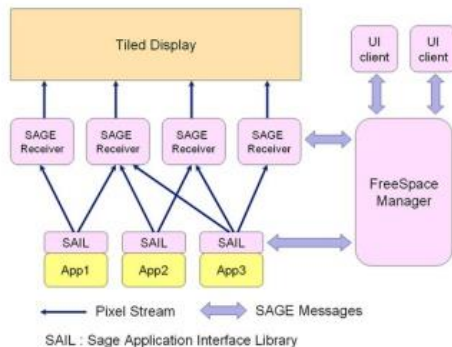 Tiled Display
UI
client
UI
client
SAGE
Receiver
SAGE
Receiver
SAGE
Receiver
SAGE
Receiver
FreeSpace
Manager
SAIL
App1
SAIL
App2
SAIL
App3
Pixel Stream
SAGE Messages
SAIL : Sage Application Interface Library